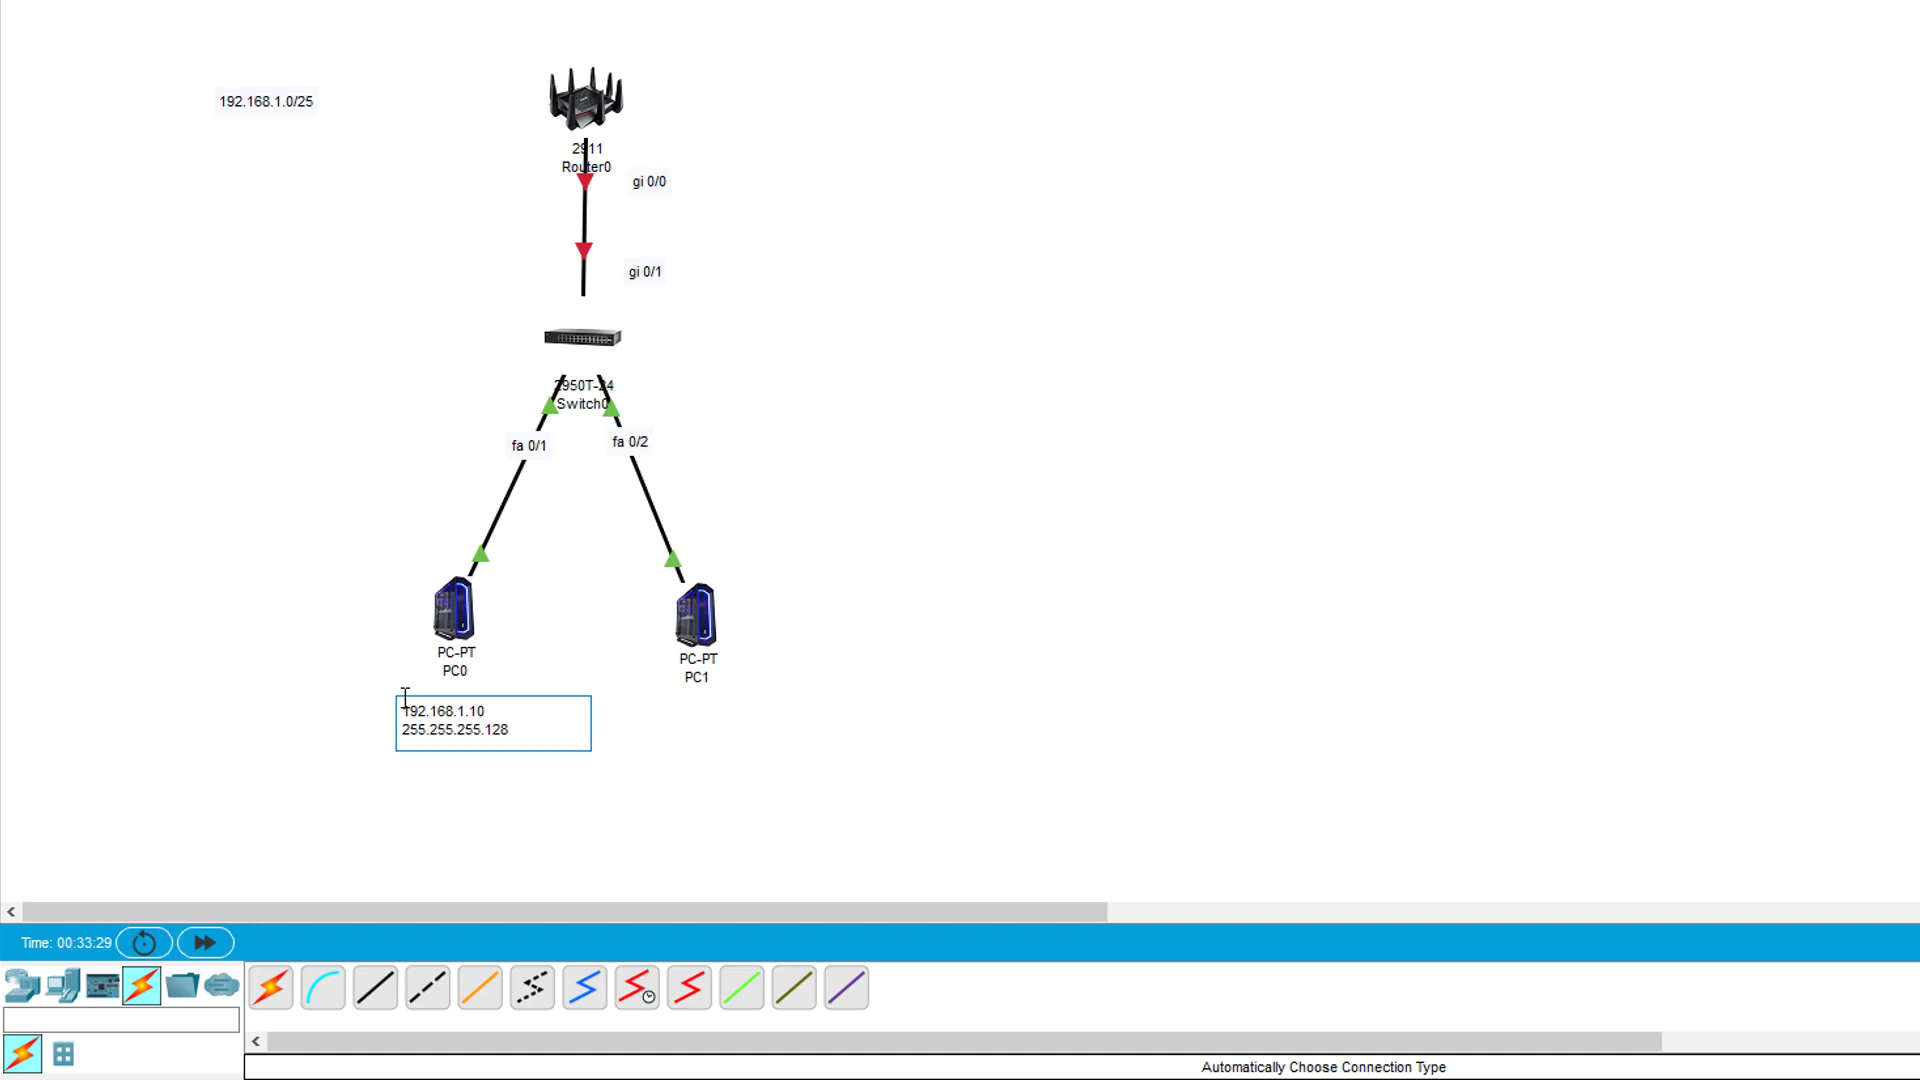 192.168.1.0/25
2911
Router0
gi 0/0
gi 0/1
2950T-24
Switch0
fa 0/1
fa 0/2
PC-PT
PC0
PC-PT
PC1
192.168.1.10
255.255.255.128
Time: 00:33:29
Automatically Choose Connection Type